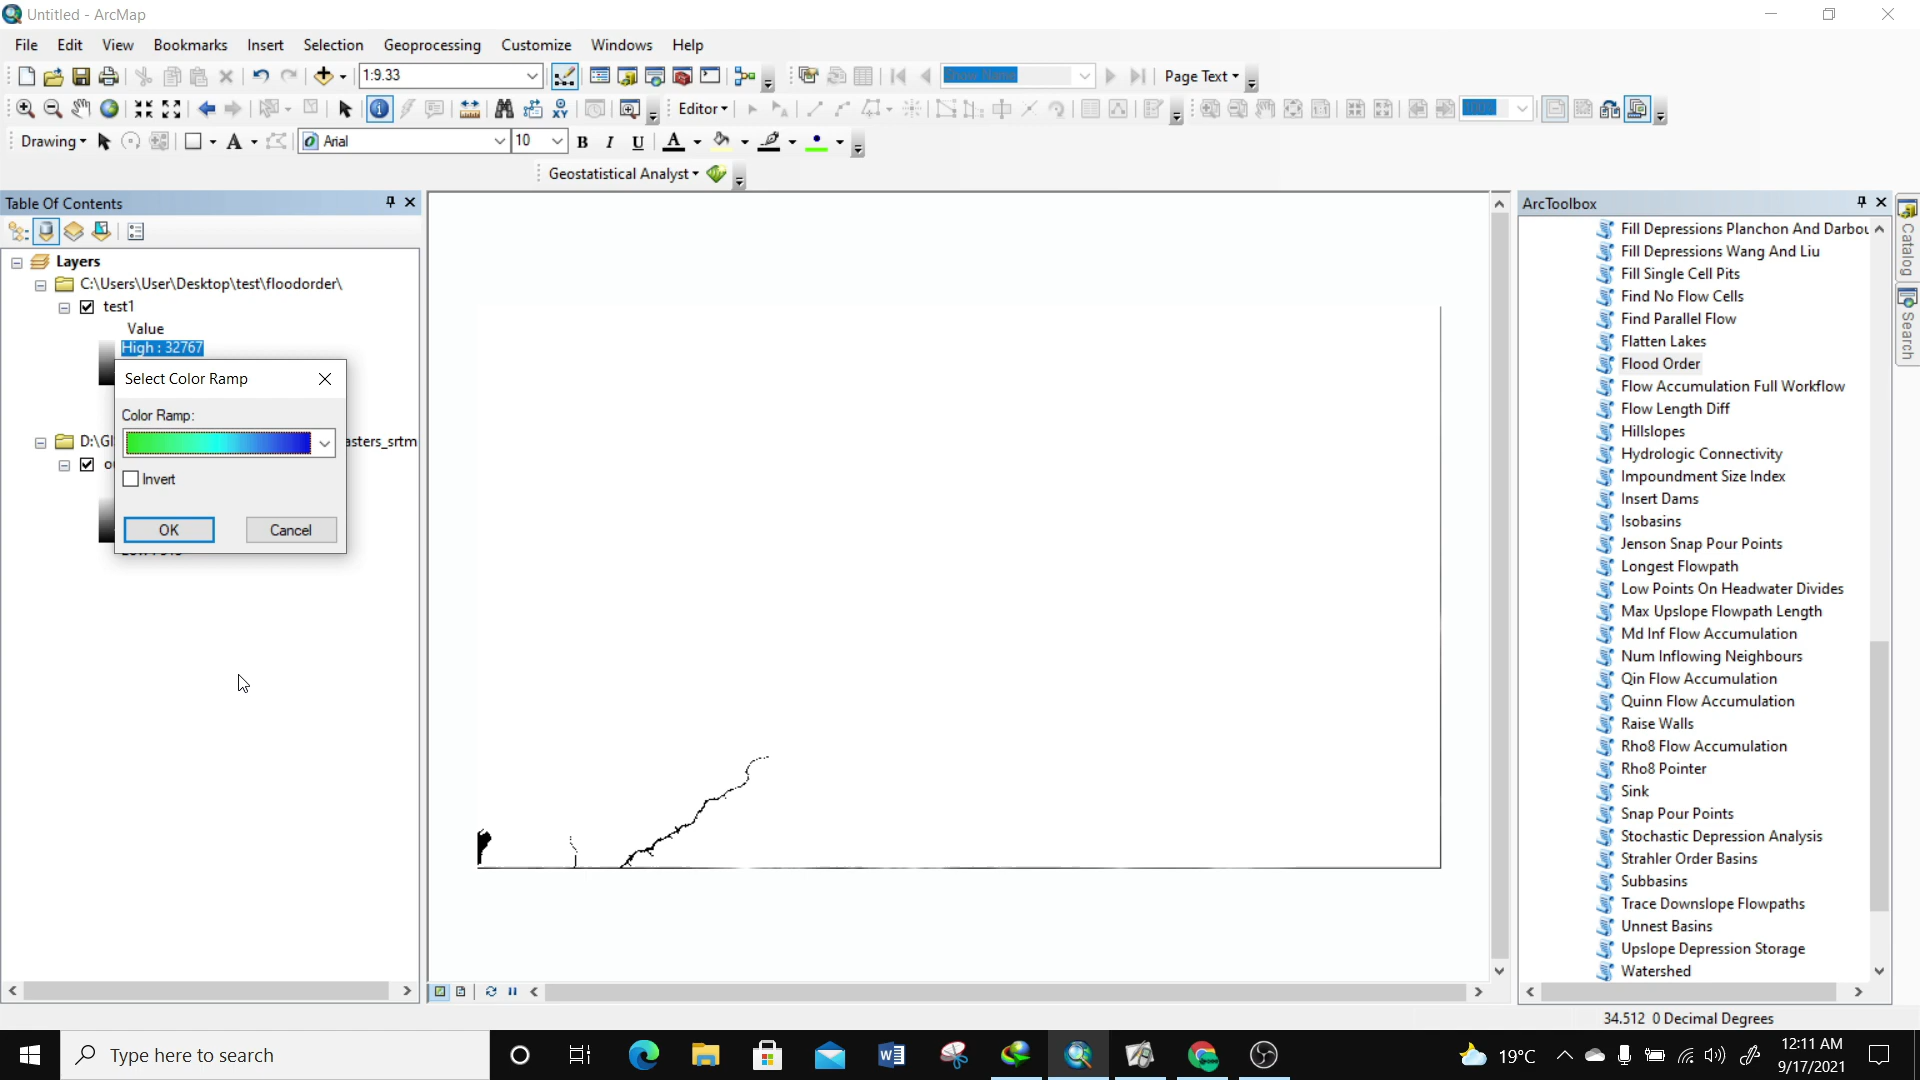 Untitled - ArcMap
File Edit View Bookmarks Insert Selection Geoprocessing Customize Windows Help
1:9.33
Page Text
Editor
Drawing
A
Arial
10
B I U A
Geostatistical Analyst
Table Of Contents
Layers
C:\Users\User\Desktop\test\floodorder\
test1
Value
High : 32767
Select Color Ramp
Color Ramp:
D:\Gl
asters_srtm
Invert
OK Cancel
ArcToolbox
Fill Depressions Planchon And Darbou
Fill Depressions Wang And Liu
Fill Single Cell Pits
Find No Flow Cells
Find Parallel Flow
Flatten Lakes
Flood Order
Flow Accumulation Full Workflow
Flow Length Diff
Hillslopes
Hydrologic Connectivity
Impoundment Size Index
Insert Dams
Isobasins
Jenson Snap Pour Points
Longest Flowpath
Low Points On Headwater Divides
Max Upslope Flowpath Length
Md Inf Flow Accumulation
Num Inflowing Neighbours
Qin Flow Accumulation
Quinn Flow Accumulation
Raise Walls
Rho8 Flow Accumulation
Rho8 Pointer
Sink
Snap Pour Points
Stochastic Depression Analysis
Strahler Order Basins
Subbasins
Trace Downslope Flowpaths
Unnest Basins
Upslope Depression Storage
Watershed
Catalog
Search
34.512 0 Decimal Degrees
Type here to search
19°C
12:11 AM
9/17/2021